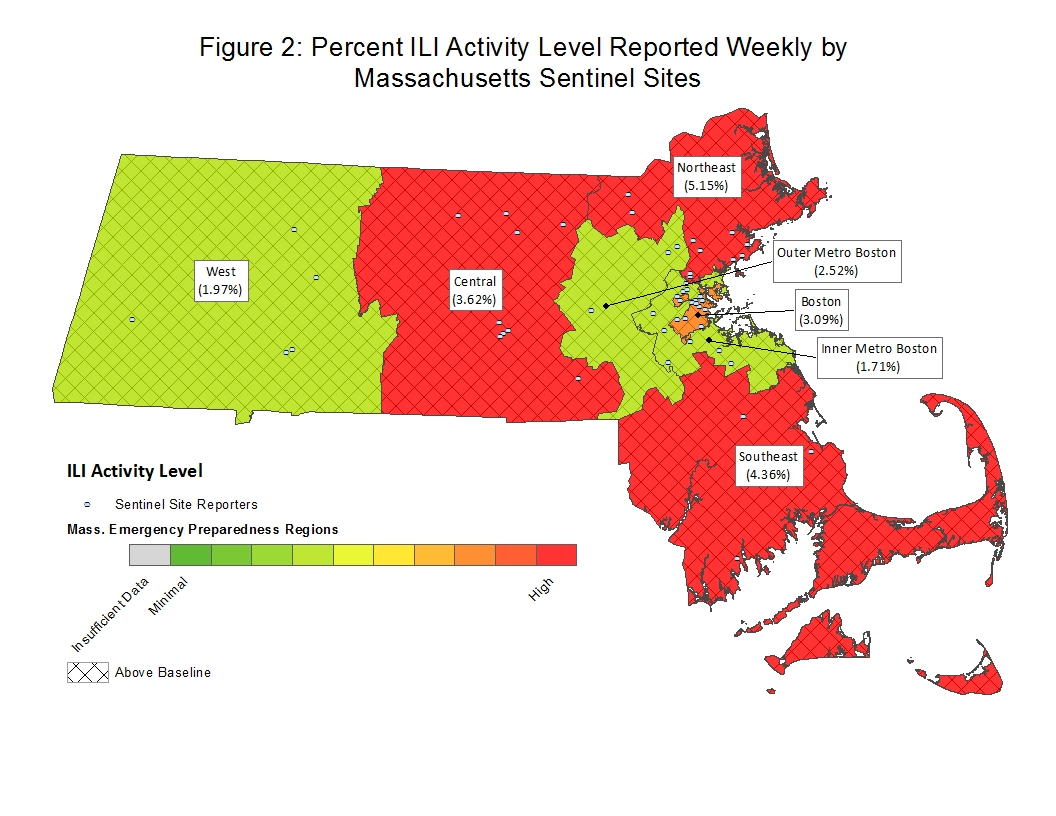 Figure 2: Percent ILI Activity Level Reported Weekly by
Massachusetts Sentinel Sites
Northeast
(5.15%)
Outer Metro Boston
(2.52%)
West
(1.97%)
Central
(3.62%)
Boston
(3.09%)
Inner Metro Boston
(1.71%)
Southeast
(4.36%)
ILI Activity Level
Sentinel Site Reporters
Mass. Emergency Preparedness Regions
Insufficient Data
Minimal
High
Above Baseline